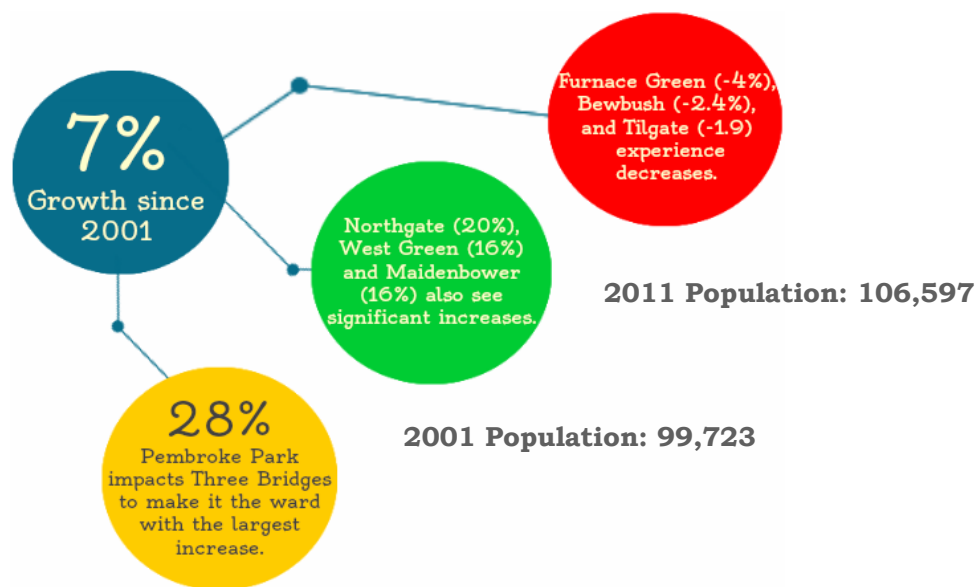 7%
Growth since
2001
Furnace Green (-4%),
Bewbush (-2.4%),
and Tilgate (-1.9)
experience
decreases.
Northgate (20%),
West Green (16%)
and Maidenbower
(16%) also see
significant increases.
2011 Population: 106,597
2001 Population: 99,723
28%
Pembroke Park
impacts Three Bridges
to make it the ward
with the largest
increase.